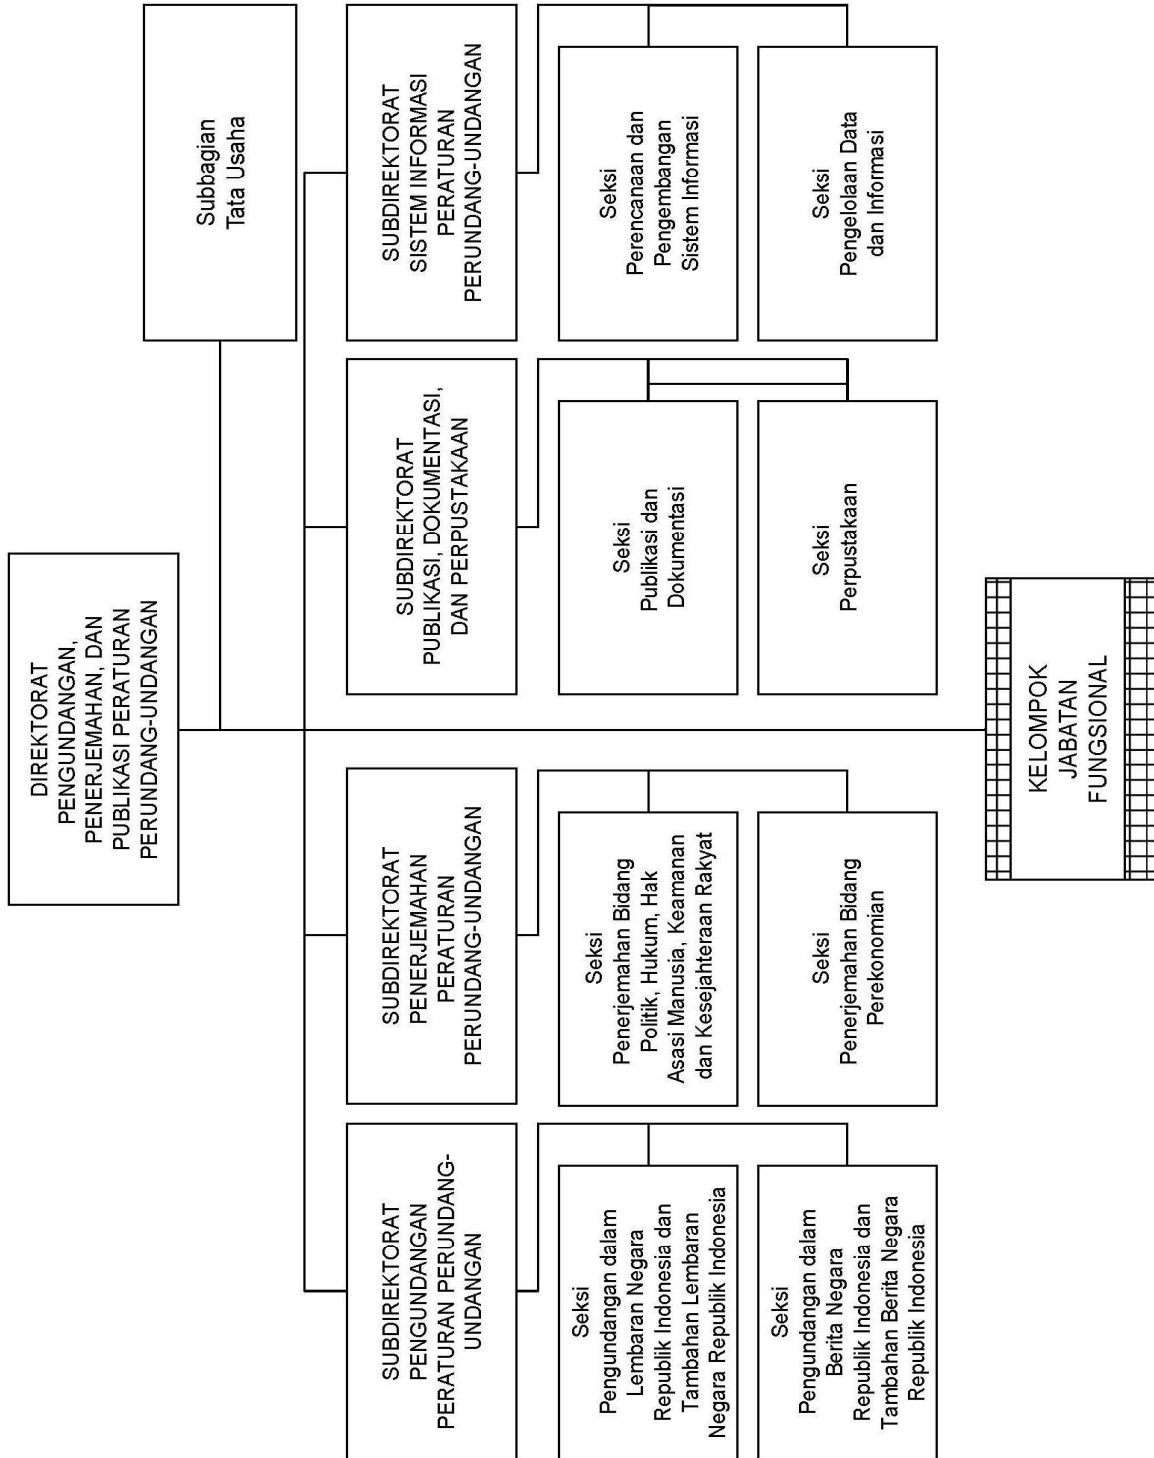 DIREKTORAT
PENGUNDANGAN,
PENERJEMAHAN, DAN
PUBLIKASI PERATURAN
PERUNDANG-UNDANGAN
Subbagian
Tata Usaha
SUBDIREKTORAT
PENGUNDANGAN
PERATURAN PERUNDANG-
UNDANGAN
SUBDIREKTORAT
PENERJEMAHAN
PERATURAN
PERUNDANG-UNDANGAN
SUBDIREKTORAT
PUBLIKASI, DOKUMENTASI,
DAN PERPUSTAKAAN
SUBDIREKTORAT
SISTEM INFORMASI
PERATURAN
PERUNDANG-UNDANGAN
Seksi
Pengundangan dalam
Lembaran Negara
Republik Indonesia dan
Tambahan Lembaran
Negara Republik Indonesia
Seksi
Penerjemahan Bidang
Politik, Hukum, Hak
Asasi Manusia, Keamanan
dan Kesejahteraan Rakyat
Seksi
Publikasi dan
Dokumentasi
Seksi
Perencanaan dan
Pengembangan
Sistem Informasi
Seksi
Pengundangan dalam
Berita Negara
Republik Indonesia dan
Tambahan Berita Negara
Republik Indonesia
Seksi
Penerjemahan Bidang
Perekonomian
Seksi
Perpustakaan
Seksi
Pengelolaan Data
dan Informasi
KELOMPOK
JABATAN
FUNGSIONAL